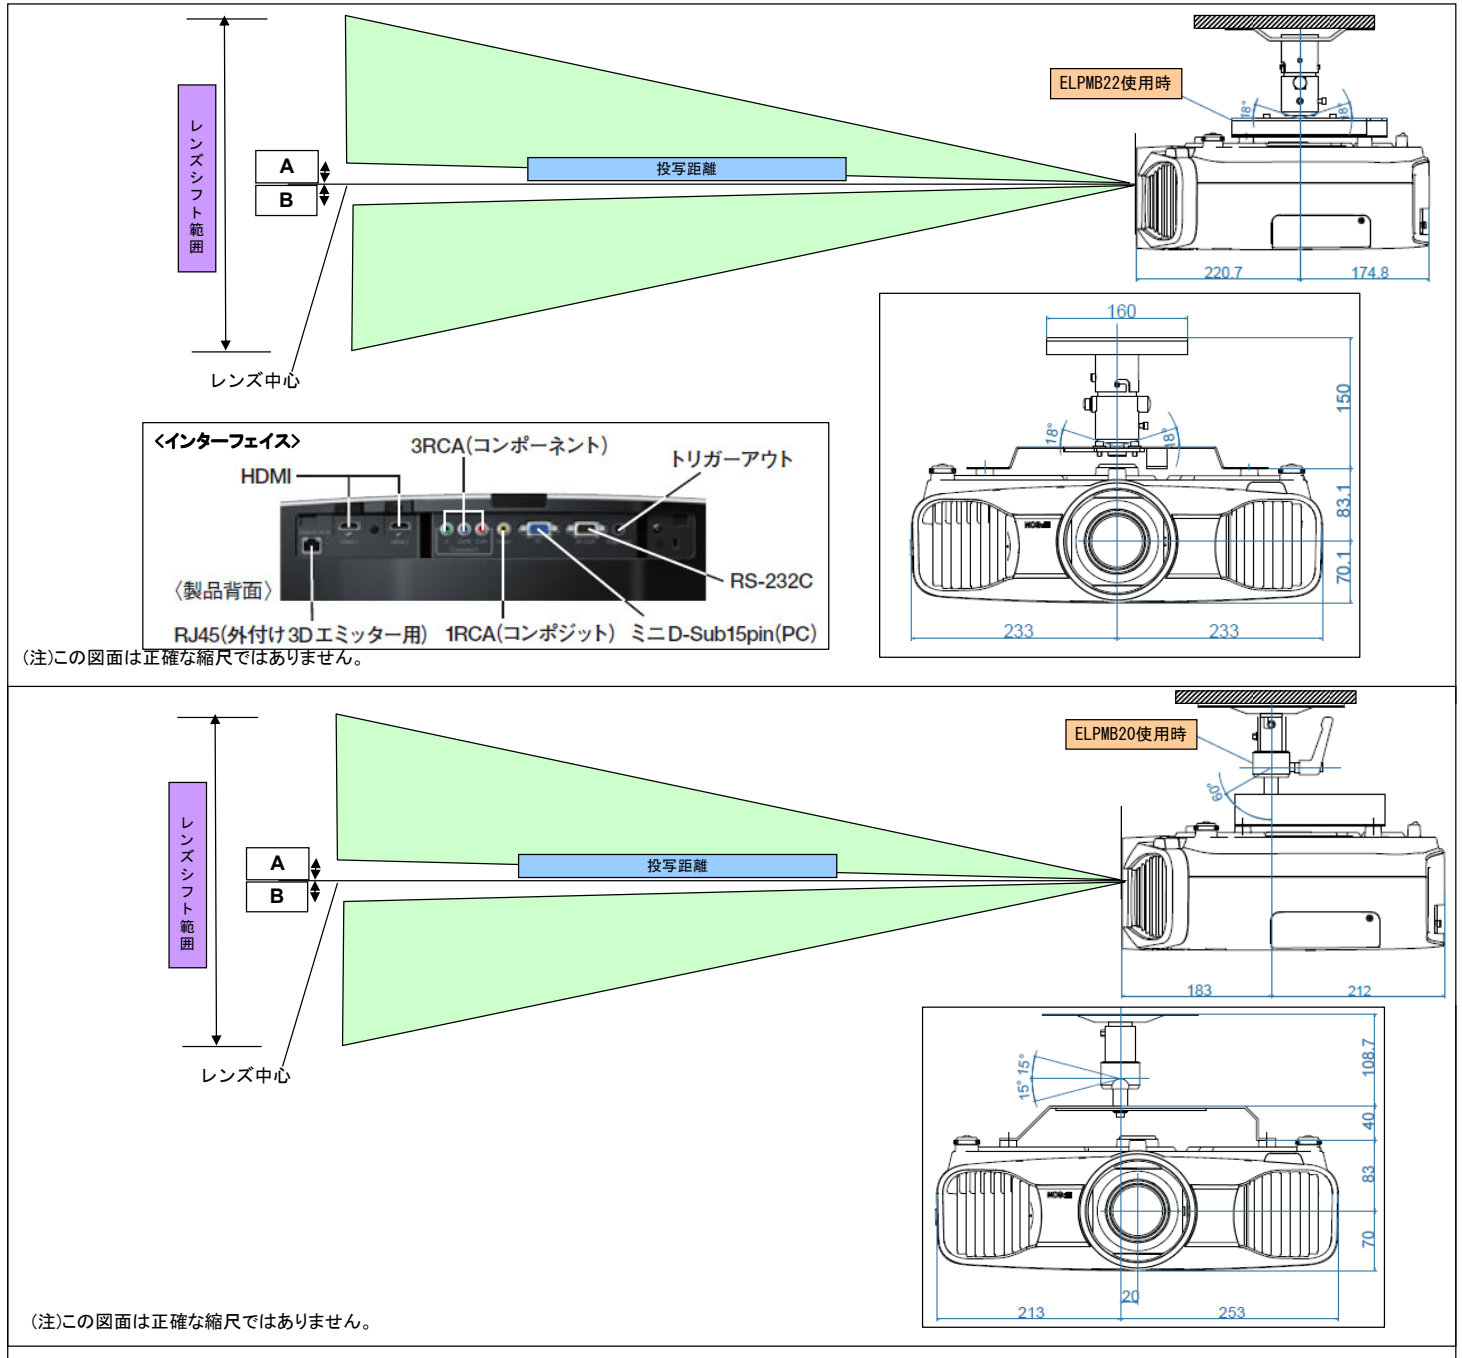 ELPMB22使用時
18°
18°
レンズシフト範囲
A
投写距離
B
220.7
174.8
レンズ中心
160
150
18°
18°
83.1
70.1
233
233
EPSON
<インターフェイス>
3RCA(コンポーネント)
トリガーアウト
HDMI
RS-232C
〈製品背面〉
RJ45(外付け3Dエミッター用)
1RCA(コンポジット)
ミニD-Sub15pin(PC)
(注)この図面は正確な縮尺ではありません。
ELPMB20使用時
60°
レンズシフト範囲
A
投写距離
B
183
212
レンズ中心
108.7
15°
15°
40
83
70
EPSON
20
213
253
(注)この図面は正確な縮尺ではありません。